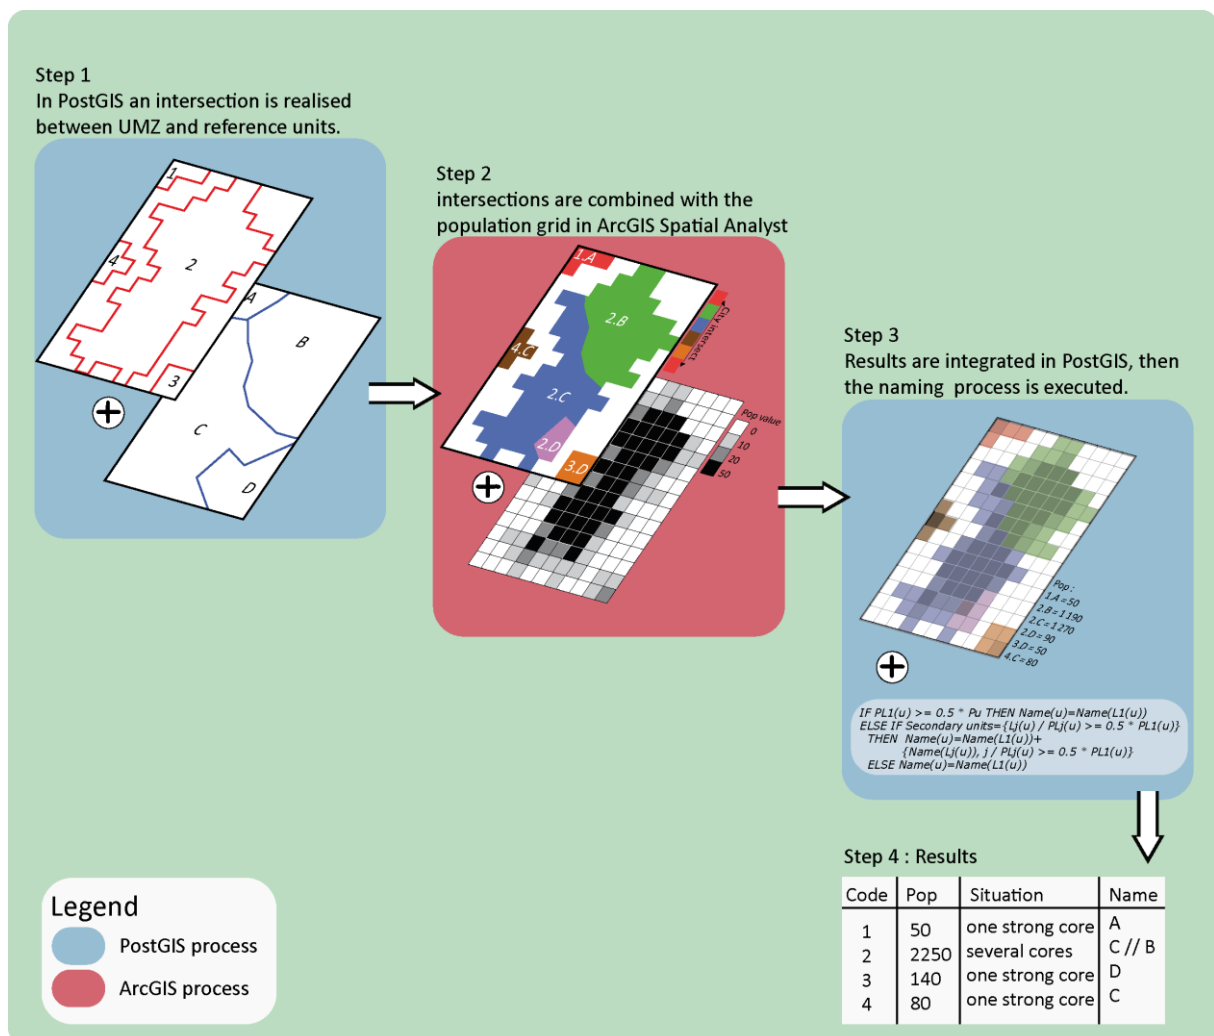 Step 1
In PostGIS an intersection is realised
between UMZ and reference units.
1
2
4
3
A
B
C
D
Step 2
intersections are combined with the
population grid in ArcGIS Spatial Analyst
1.A
2.B
4.C
2.C
2.D
3.D
City intersect
Pop value
0
10
20
50
Step 3
Results are integrated in PostGIS, then
the naming process is executed.
Pop :
1.A = 50
2.B = 1190
2.C = 1270
2.D = 90
3.D = 50
4.C = 80
IF PL1(u) >= 0.5 * Pu THEN Name(u)=Name(L1(u))
ELSE IF Secondary units={Lj(u) / PLj(u) >= 0.5 * PL1(u)}
THEN Name(u)=Name(L1(u))+
{Name(Lj(u)), j / PLj(u) >= 0.5 * PL1(u)}
ELSE Name(u)=Name(L1(u))
Step 4 : Results
Code Pop Situation Name
1 50 one strong core A
2 2250 several cores C // B
3 140 one strong core D
4 80 one strong core C
Legend
PostGIS process
ArcGIS process